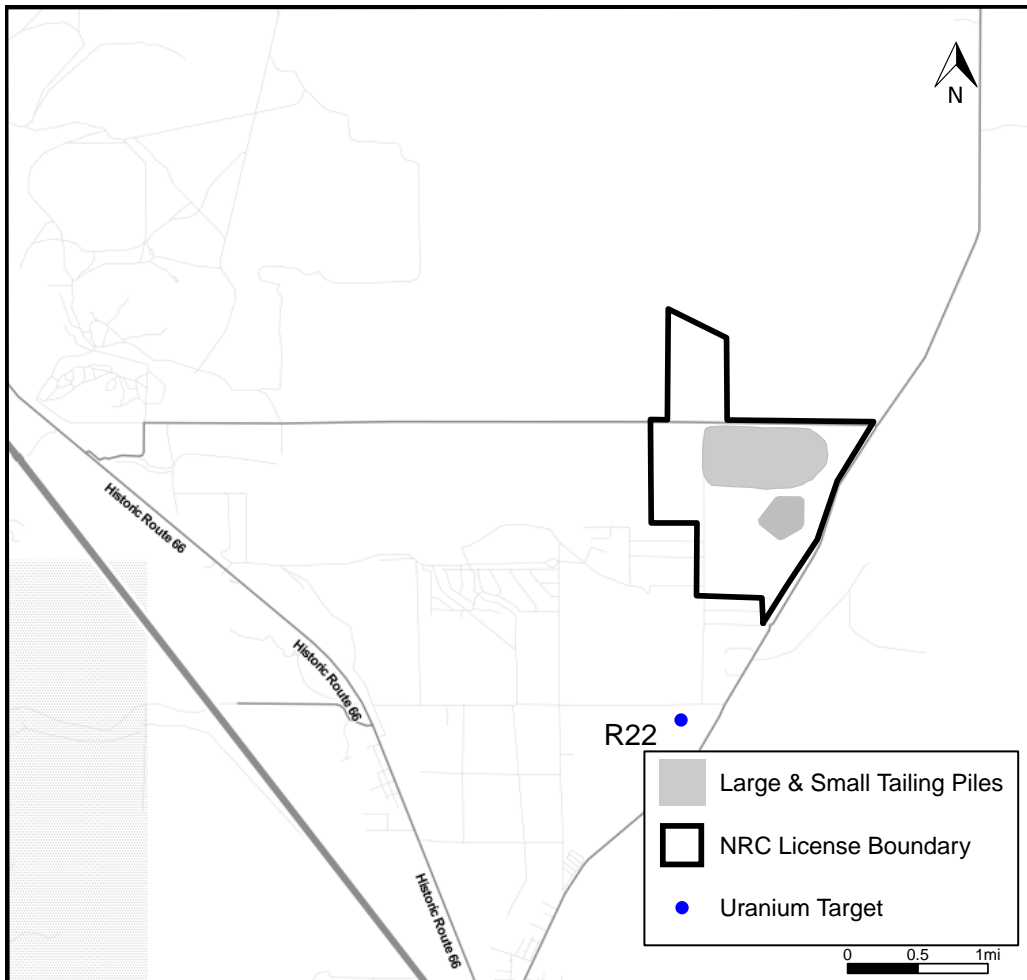 N
Historic Route 66
Historic Route 66
R22
Large & Small Tailing Piles
NRC License Boundary
Historic Route 66
Uranium Target
0 0.5 1mi